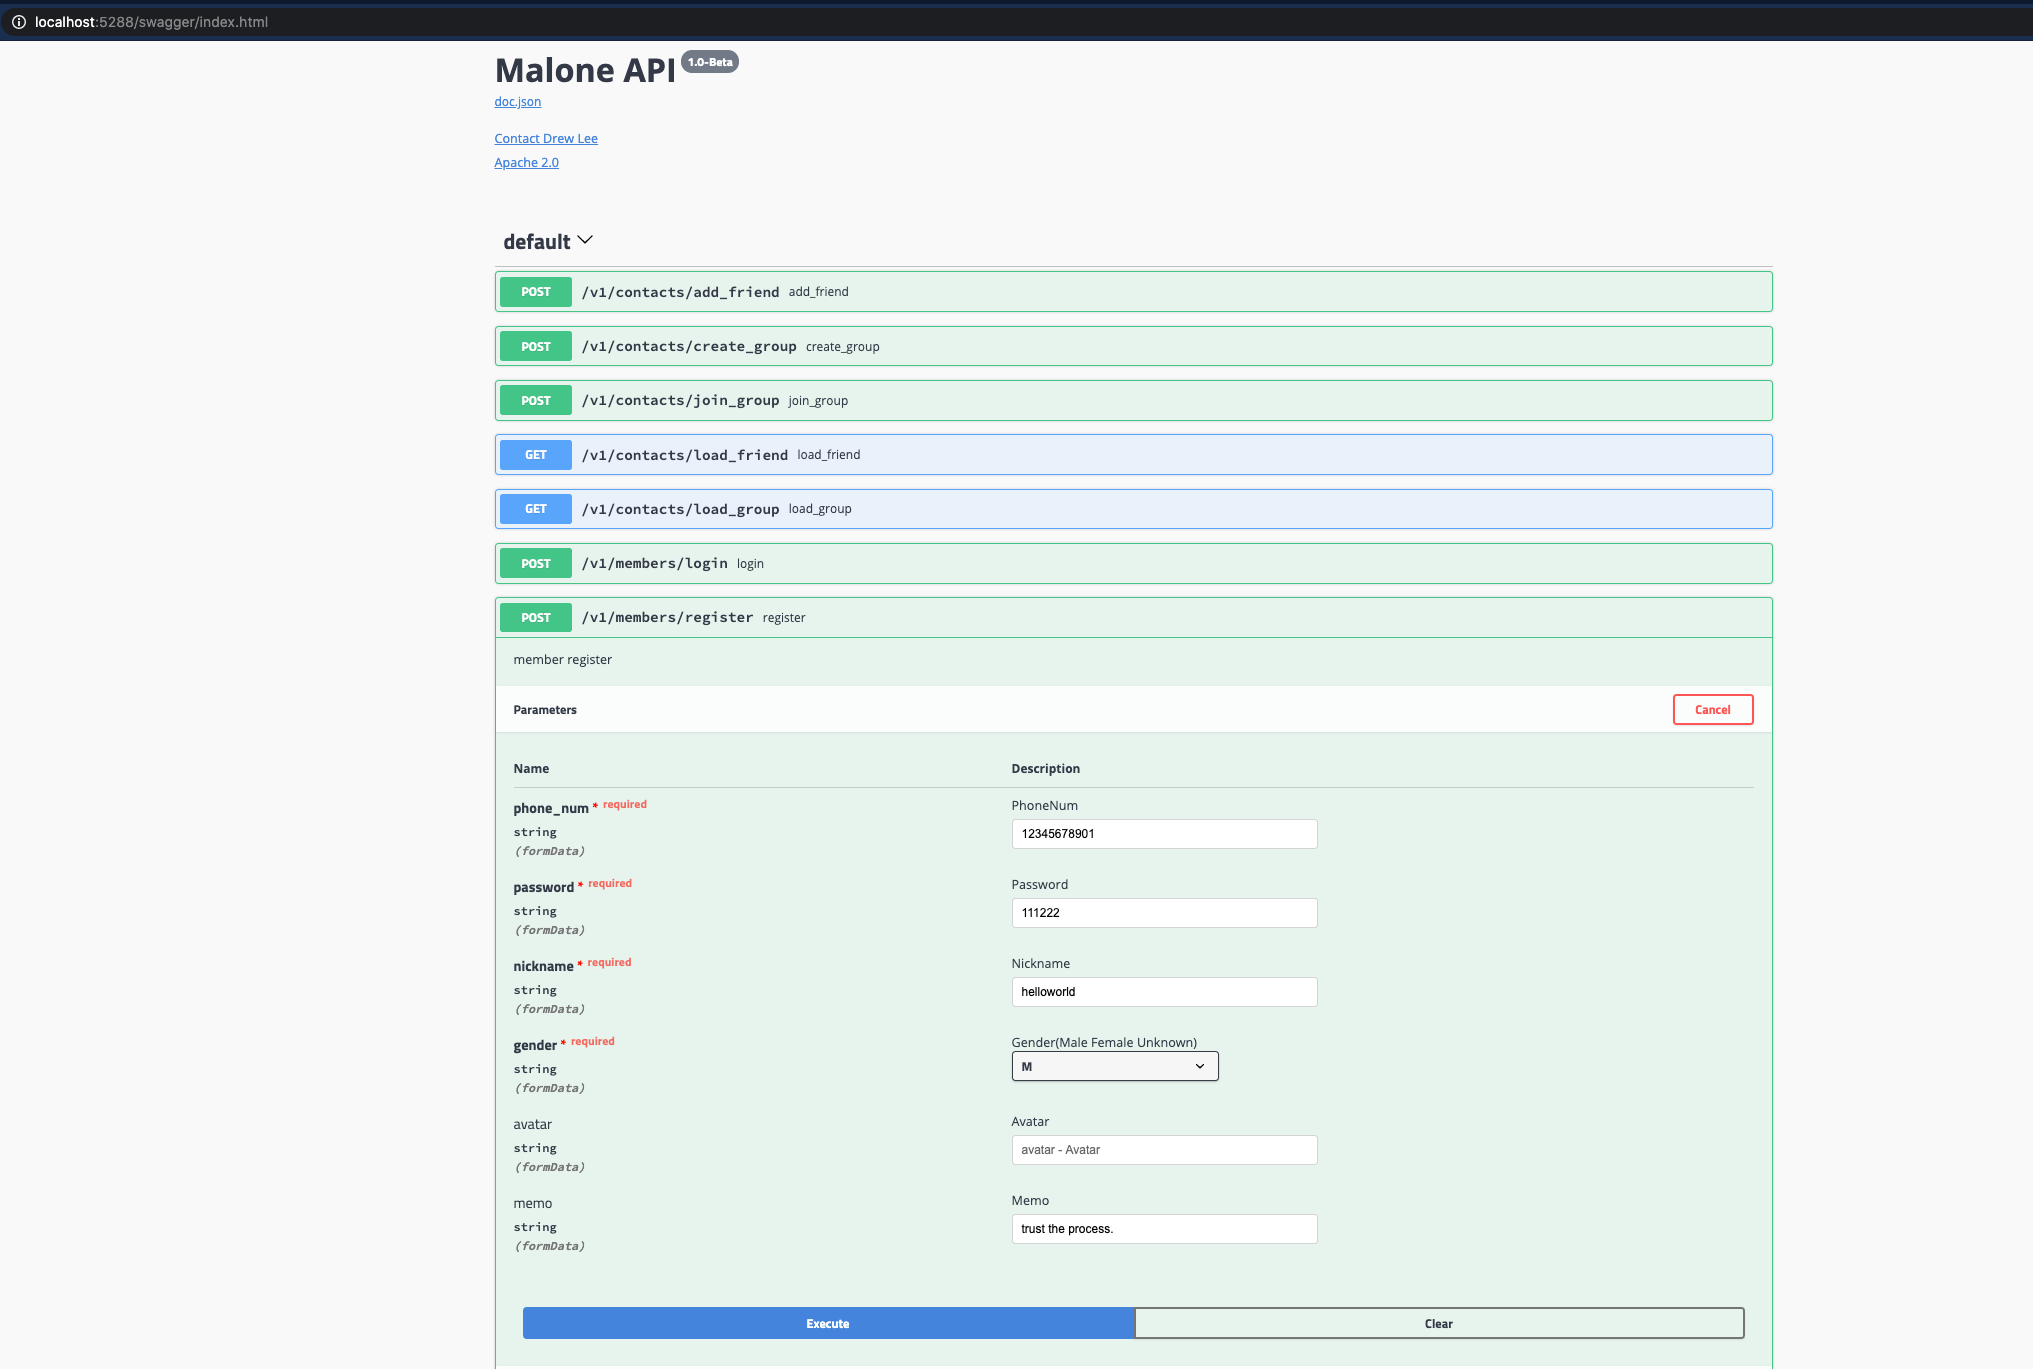 localhost:5288/swagger/index.html
Malone API 1.0-Beta
doc.json
Contact Drew Lee
Apache 2.0
default
POST /v1/contacts/add_friend add_friend
POST /v1/contacts/create_group create_group
POST /v1/contacts/join_group join_group
GET /v1/contacts/load_friend load_friend
GET /v1/contacts/load_group load_group
POST /v1/members/login login
POST /v1/members/register register
member register
Parameters Cancel
Name Description
phone_num * required PhoneNum
string 12345678901
(formData)
password * required Password
string 111222
(formData)
nickname * required Nickname
string helloworld
(formData)
gender * required Gender(Male Female Unknown)
string M
(formData)
avatar Avatar
string avatar - Avatar
(formData)
memo Memo
string trust the process.
(formData)
Execute Clear